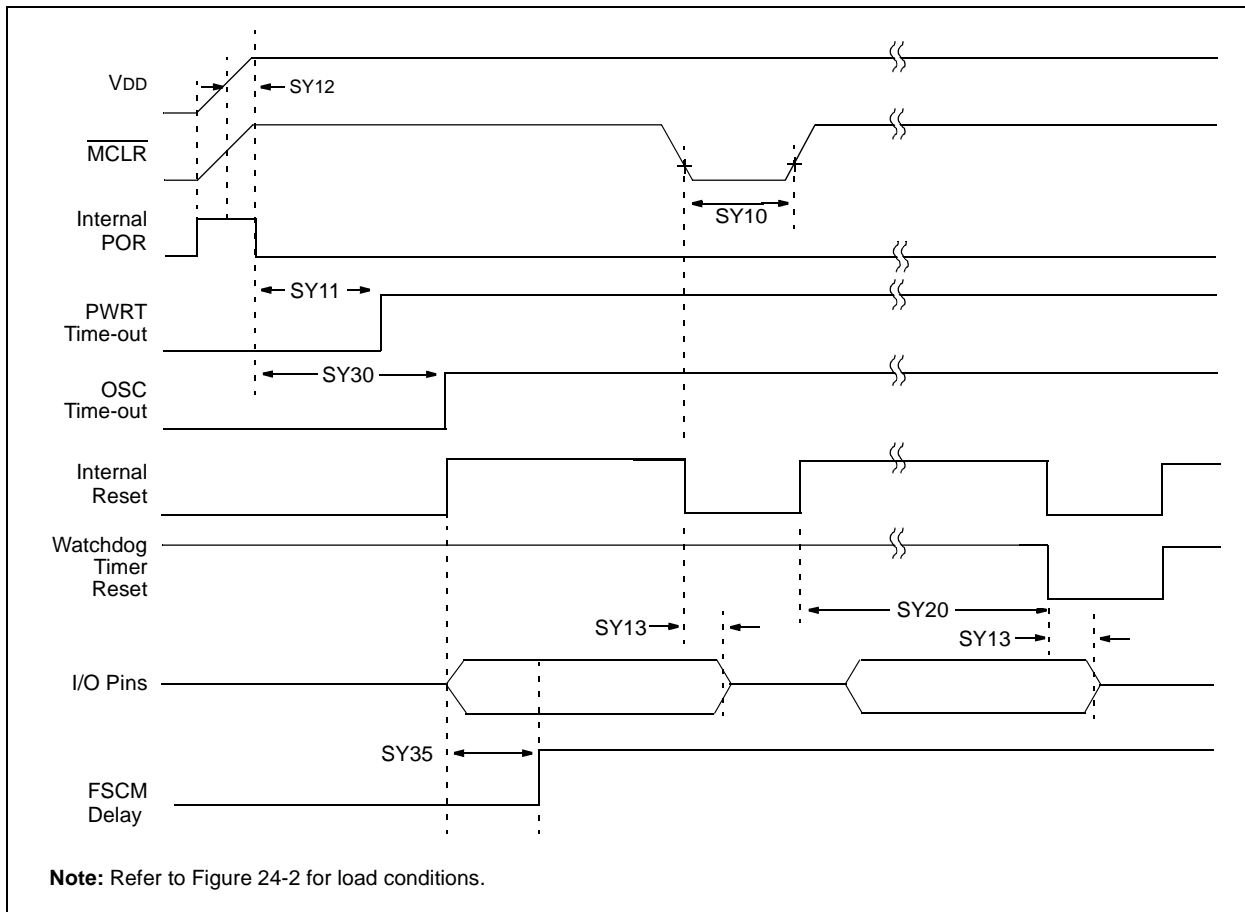 VDD
SY12
MCLR
SY10
Internal
POR
SY11
PWRT
Time-out
SY30
OSC
Time-out
Internal
Reset
Watchdog
Timer
Reset
SY20
SY13
SY13
I/O Pins
SY35
FSCM
Delay
Note: Refer to Figure 24-2 for load conditions.